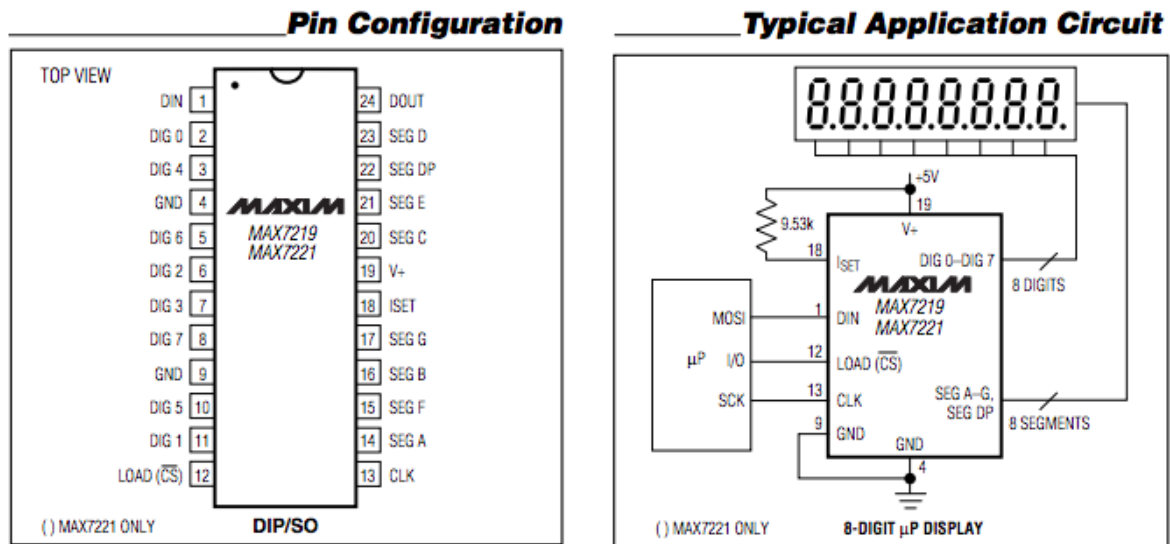 Pin Configuration
TOP VIEW
DIN 1
DIG 0 2
DIG 4 3
GND 4
DIG 6 5
DIG 2 6
DIG 3 7
DIG 7 8
GND 9
DIG 5 10
DIG 1 11
LOAD (C̅S̅) 12
MAXIM
MAX7219
MAX7221
24 DOUT
23 SEG D
22 SEG DP
21 SEG E
20 SEG C
19 V+
18 ISET
17 SEG G
16 SEG B
15 SEG F
14 SEG A
13 CLK
( ) MAX7221 ONLY
DIP/SO
Typical Application Circuit
8.8.8.8.8.8.8.8.
+5V
19
9.53k
V+
18
ISET
DIG 0–DIG 7
8 DIGITS
MAXIM
MAX7219
MAX7221
MOSI
1
DIN
µP
I/O
12
LOAD (C̅S̅)
SCK
13
CLK
SEG A–G,
SEG DP
8 SEGMENTS
9
GND
GND
4
( ) MAX7221 ONLY
8-DIGIT µP DISPLAY